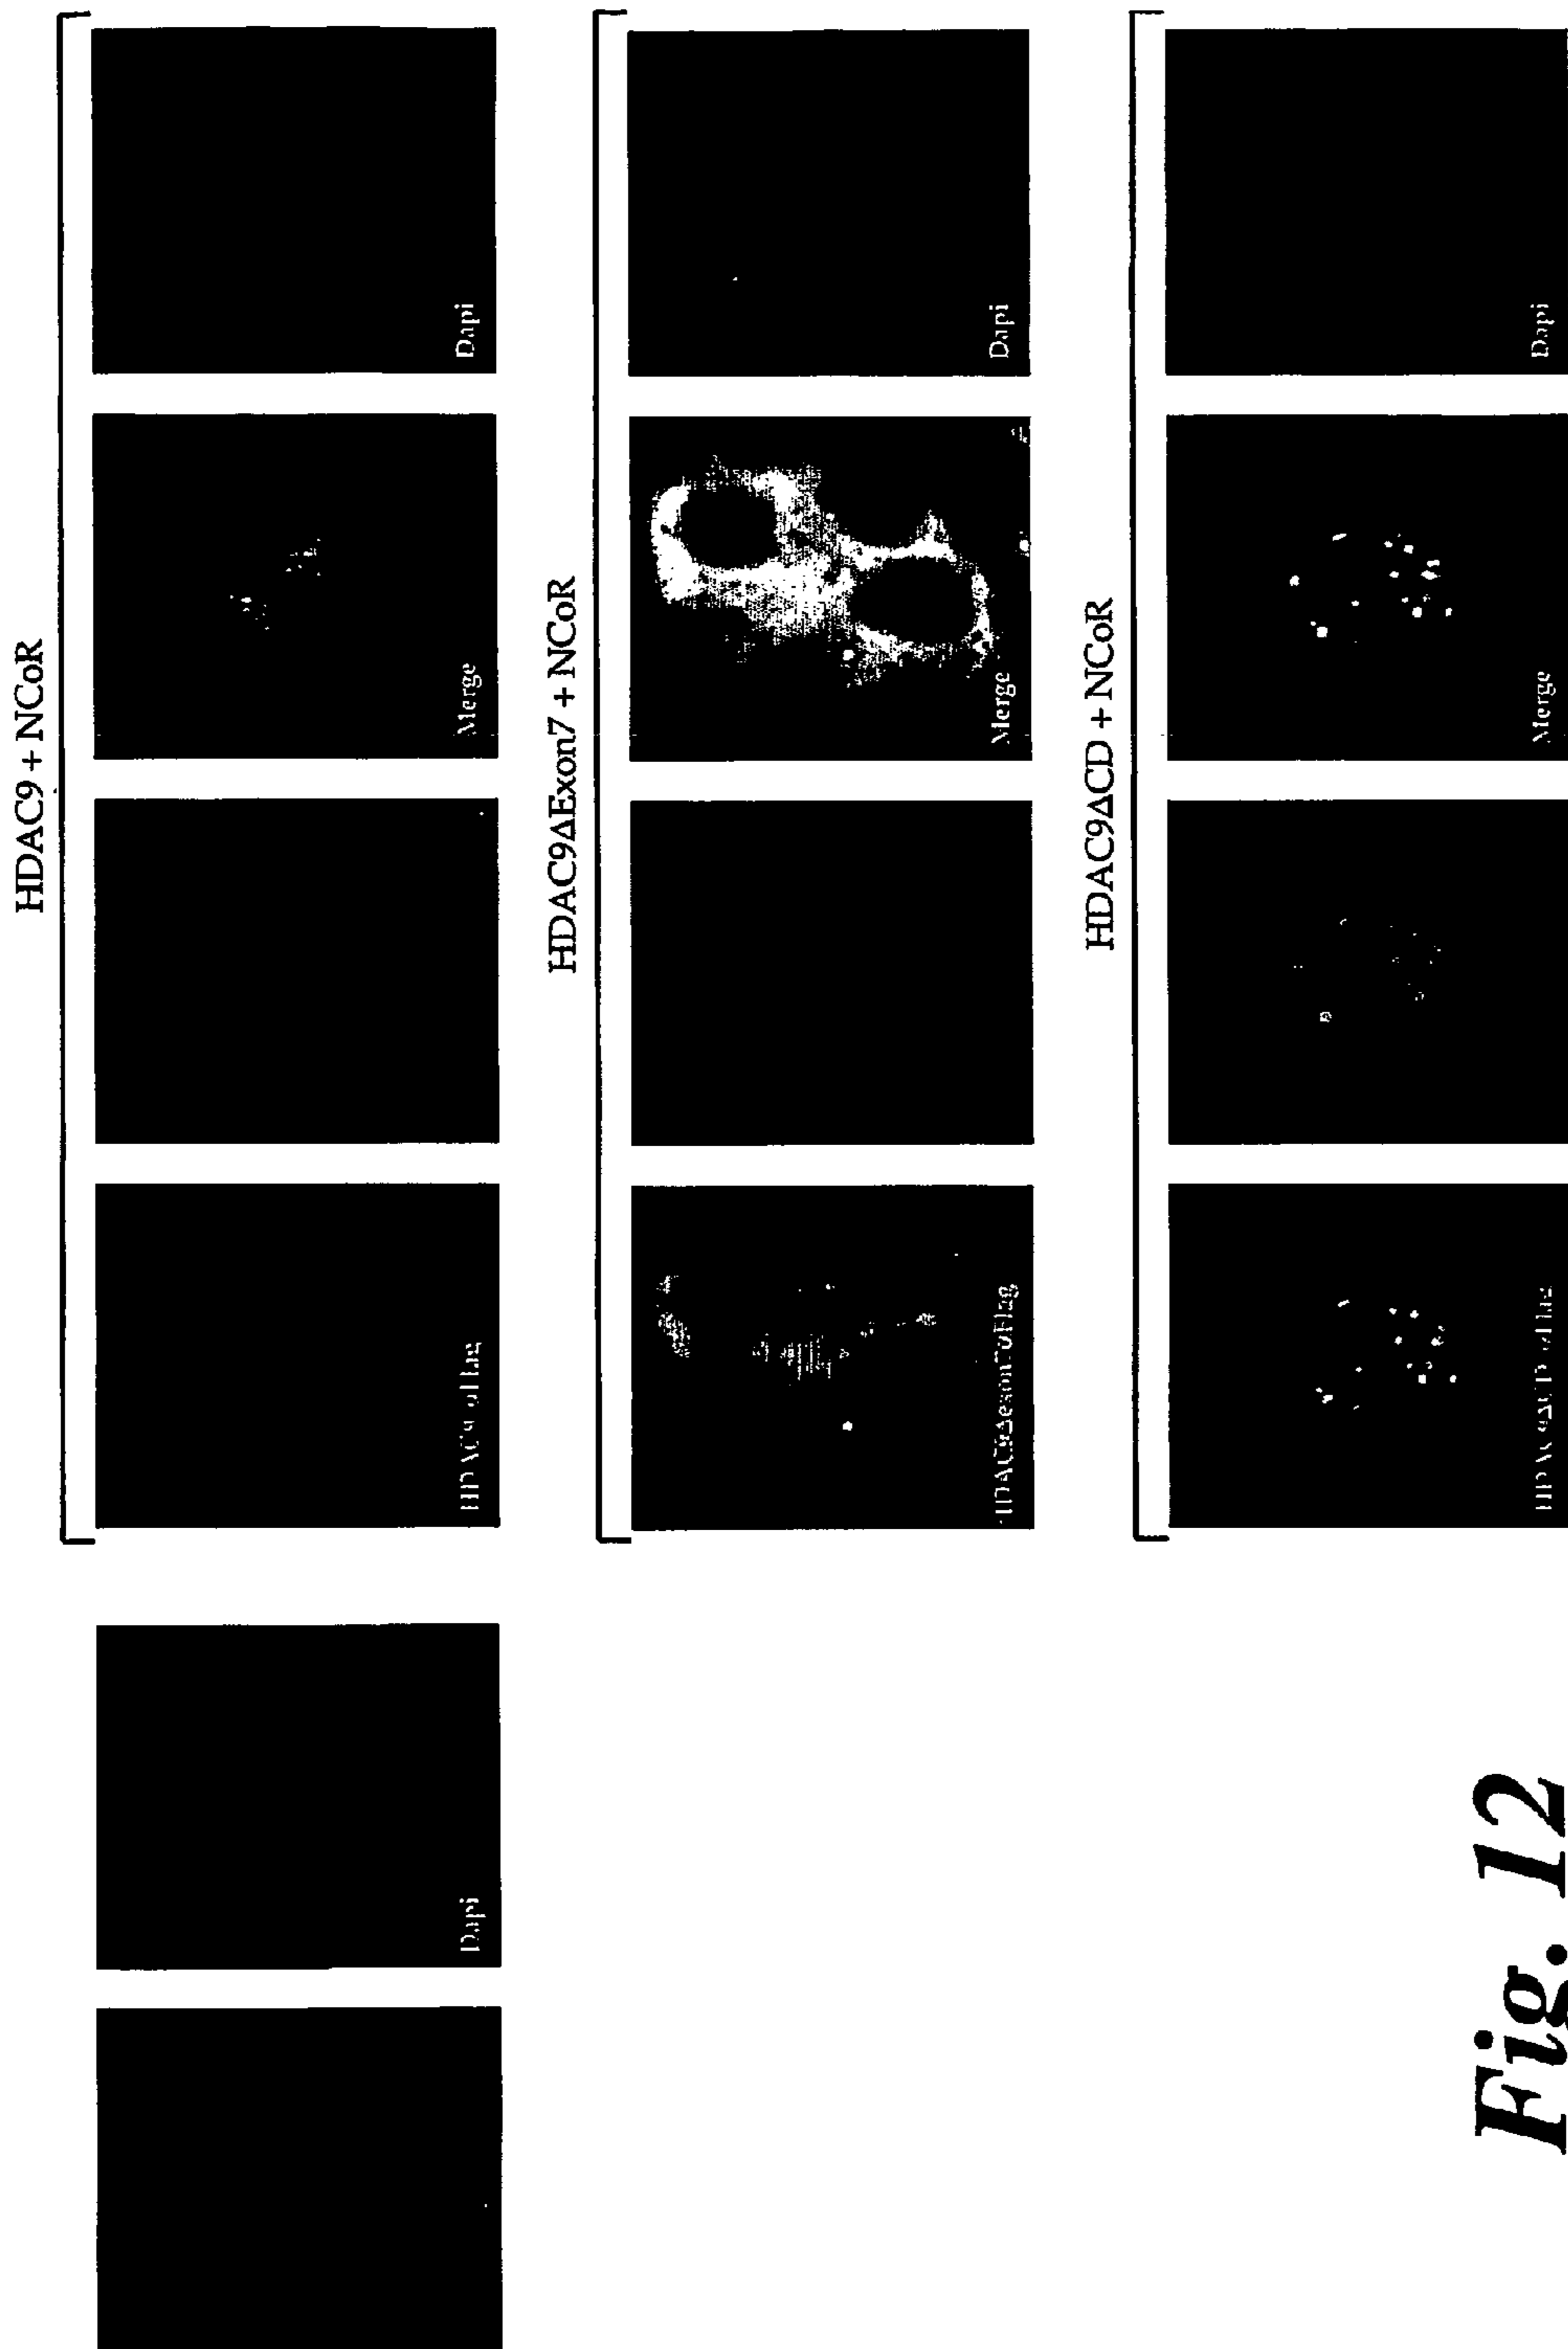 HDAC9 + NCoR
Dapi
Merge
Dapi
HDAC9ΔExon7 + NCoR
Merge
Dapi
HDAC9ΔCD + NCoR
Merge
Dapi
Fig. 12